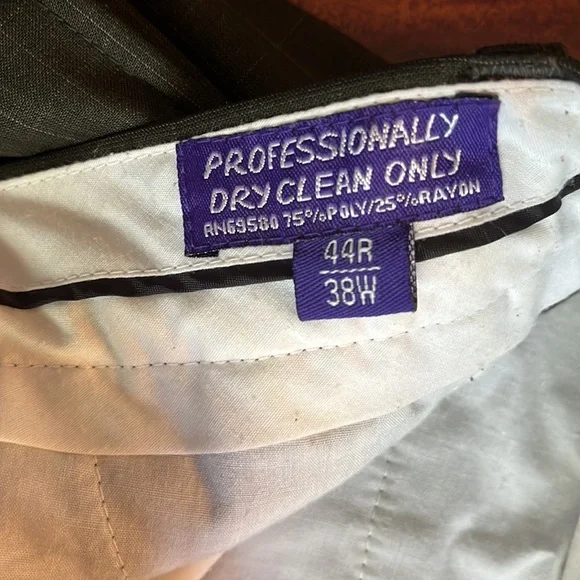 PROFESSIONALLY
DRY CLEAN ONLY
RN69580 75%POLY/25%RAYON
44R
38W